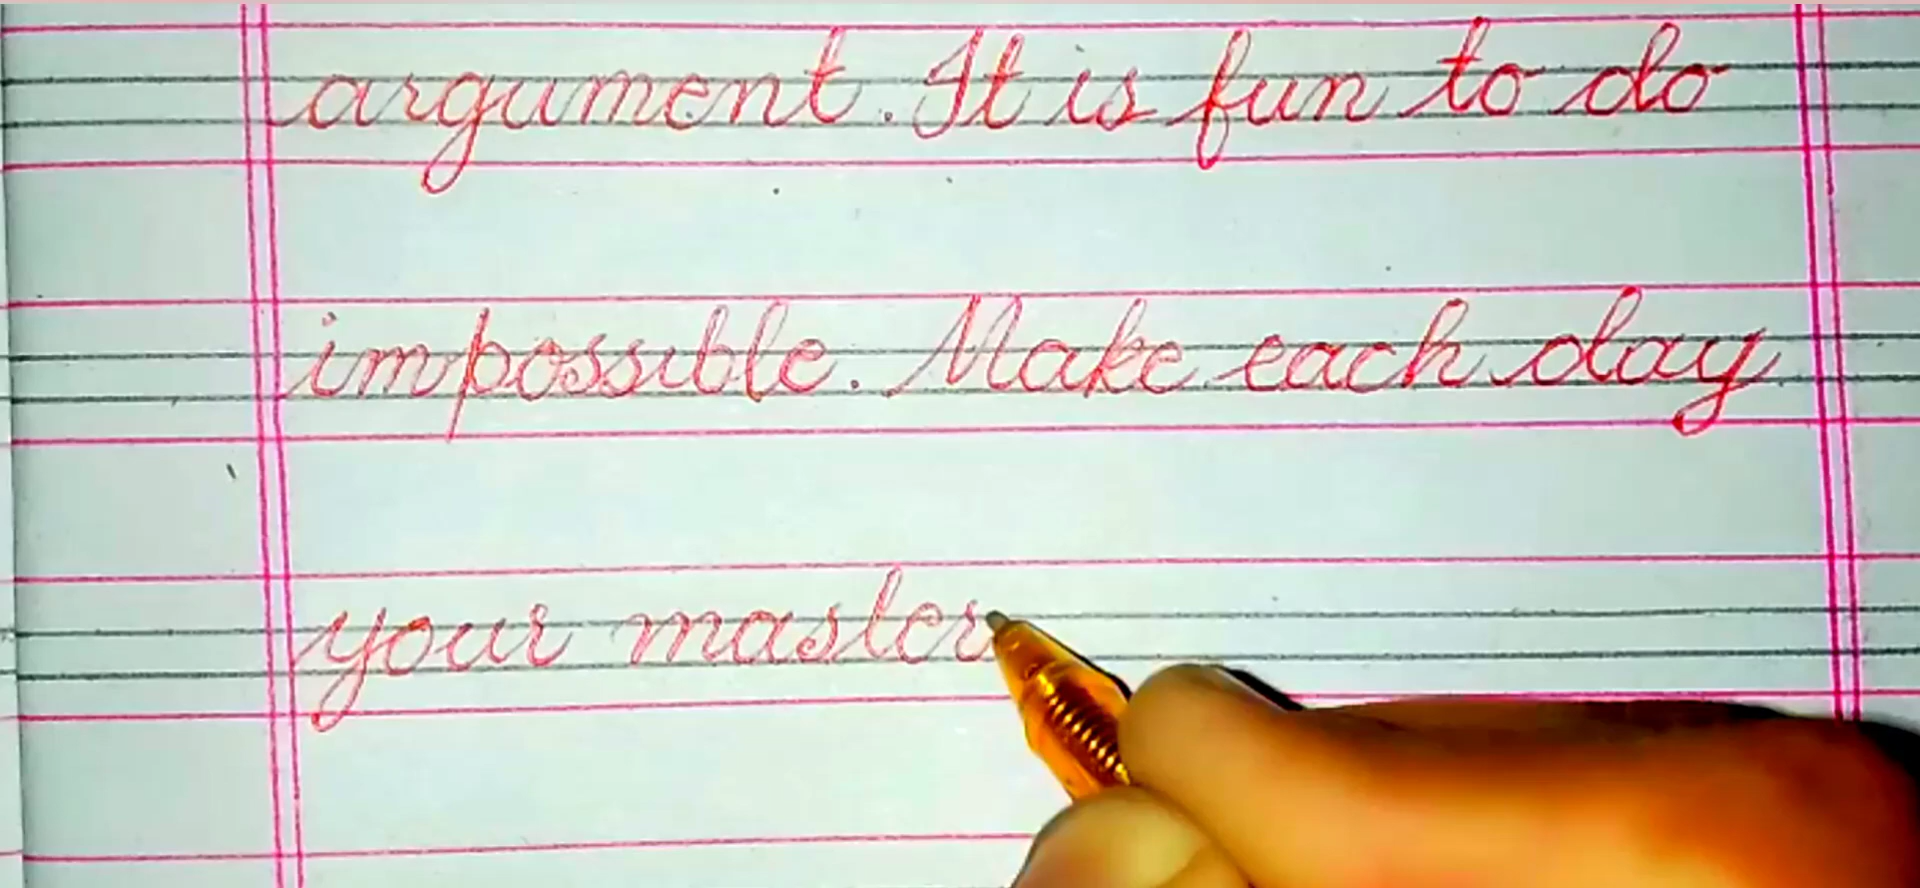 argument. It is fun to do
impossible. Make each day
your master